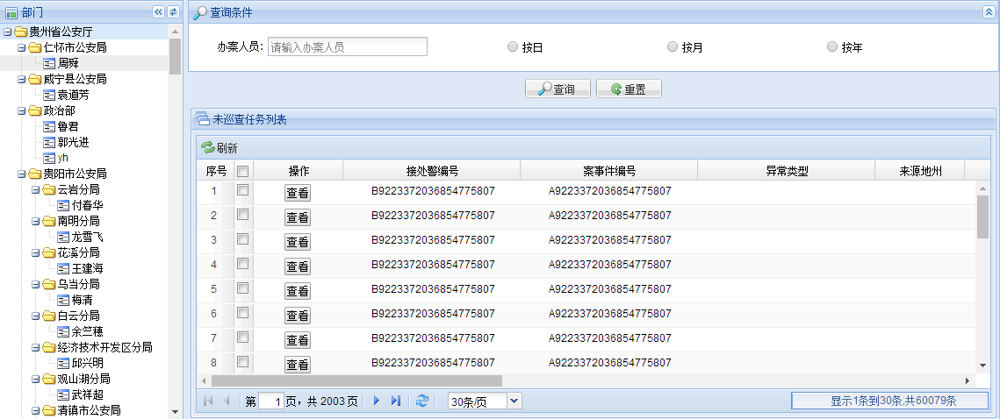 部门
贵州省公安厅
仁怀市公安局
周舜
威宁县公安局
袁道芳
政治部
鲁君
郭光进
yh
贵阳市公安局
云岩分局
付春华
南明分局
龙雪飞
花溪分局
王建海
乌当分局
梅清
白云分局
余竺穗
经济技术开发区分局
邱兴明
观山湖分局
武祥超
清镇市公安局
查询条件
办案人员: 请输入办案人员 按日 按月 按年
查询 重置
未巡查任务列表
刷新
序号 操作 接处警编号 案事件编号 异常类型 来源地州
1 查看 B9223372036854775807 A9223372036854775807
2 查看 B9223372036854775807 A9223372036854775807
3 查看 B9223372036854775807 A9223372036854775807
4 查看 B9223372036854775807 A9223372036854775807
5 查看 B9223372036854775807 A9223372036854775807
6 查看 B9223372036854775807 A9223372036854775807
7 查看 B9223372036854775807 A9223372036854775807
8 查看 B9223372036854775807 A9223372036854775807
第 1 页，共 2003 页 30条/页 显示1条到30条,共60079条